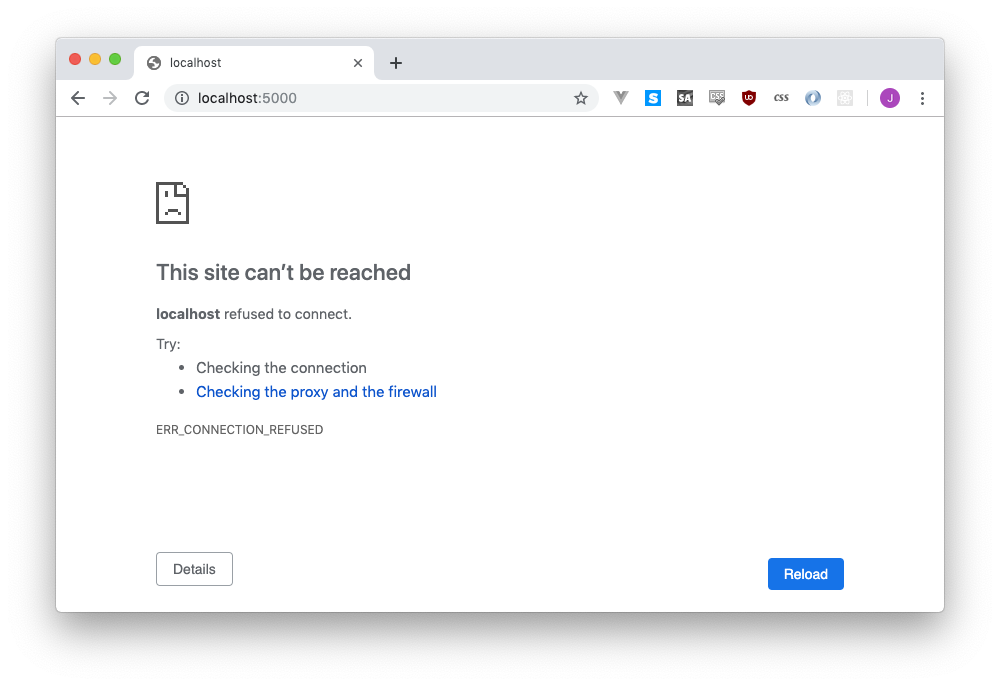 localhost
localhost:5000
S
SA
CSF
UD
css
J
This site can’t be reached
localhost refused to connect.
Try:
Checking the connection
Checking the proxy and the firewall
ERR_CONNECTION_REFUSED
Details
Reload